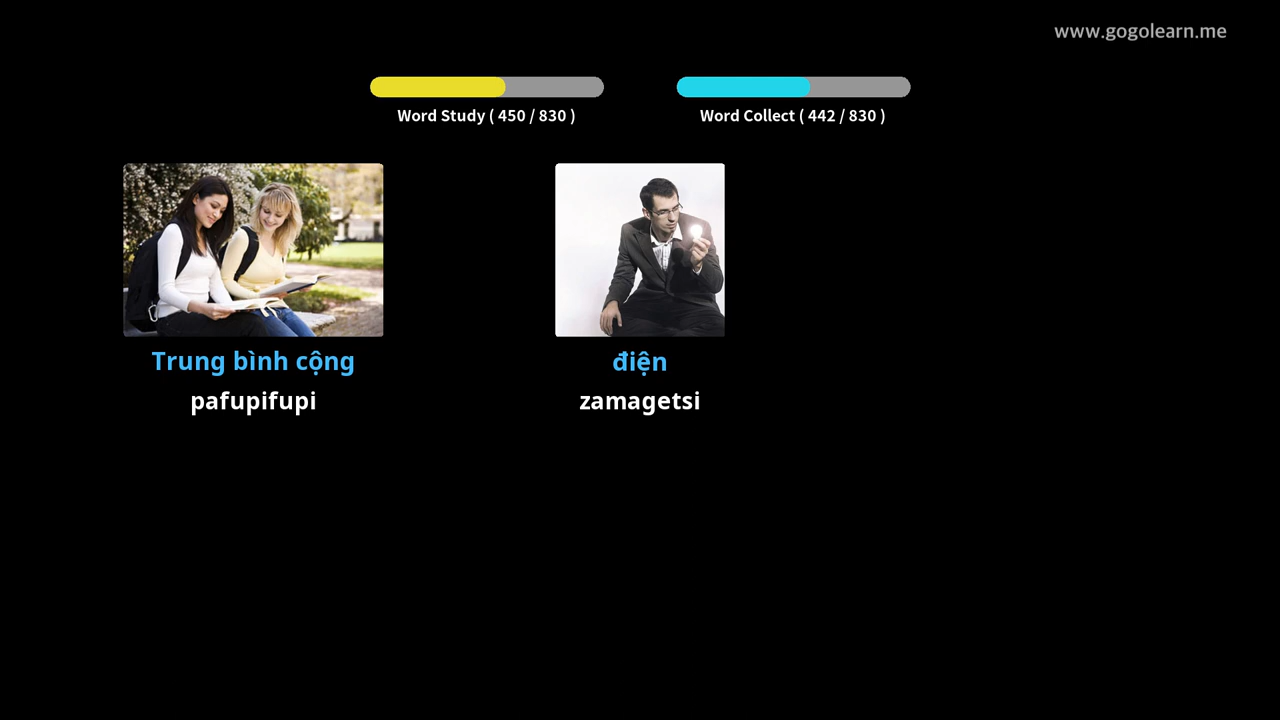 www.gogolearn.me
Word Study ( 450 / 830 )
Word Collect ( 442 / 830 )
Trung bình cộng
pafupifupi
điện
zamagetsi